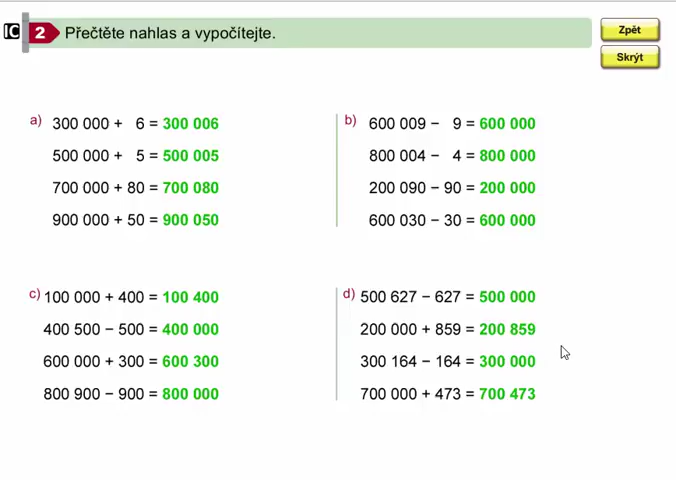 IC 2 Přečtěte nahlas a vypočítejte.
Zpět
Skrýt
a) 300 000 + 6 = 300 006
500 000 + 5 = 500 005
700 000 + 80 = 700 080
900 000 + 50 = 900 050
b) 600 009 − 9 = 600 000
800 004 − 4 = 800 000
200 090 − 90 = 200 000
600 030 − 30 = 600 000
c) 100 000 + 400 = 100 400
400 500 − 500 = 400 000
600 000 + 300 = 600 300
800 900 − 900 = 800 000
d) 500 627 − 627 = 500 000
200 000 + 859 = 200 859
300 164 − 164 = 300 000
700 000 + 473 = 700 473